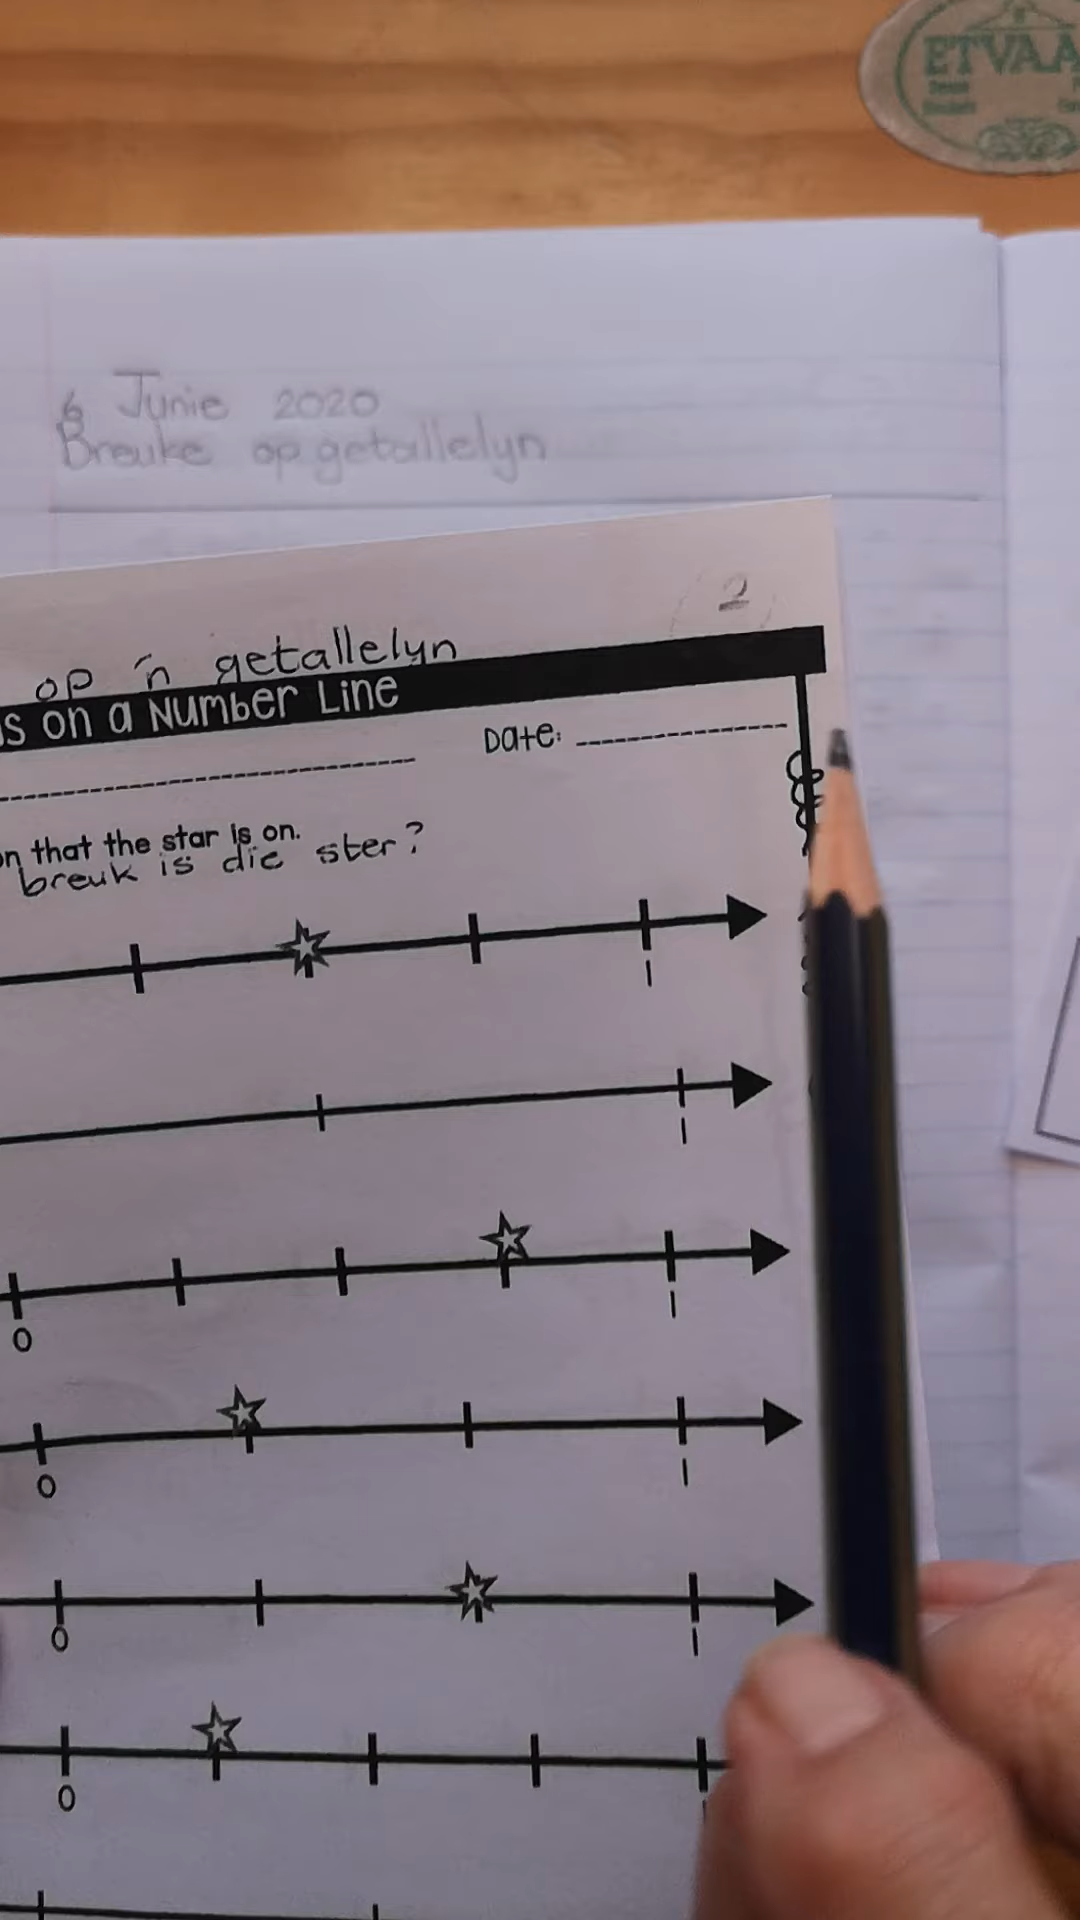 ETVAA
6 Junie 2020
Breuke op getallelyn
2
op 'n getallelyn
s on a Number Line
Date:
on that the star is on.
breuk is die ster?
1
1
0 1
0 1
0 1
0